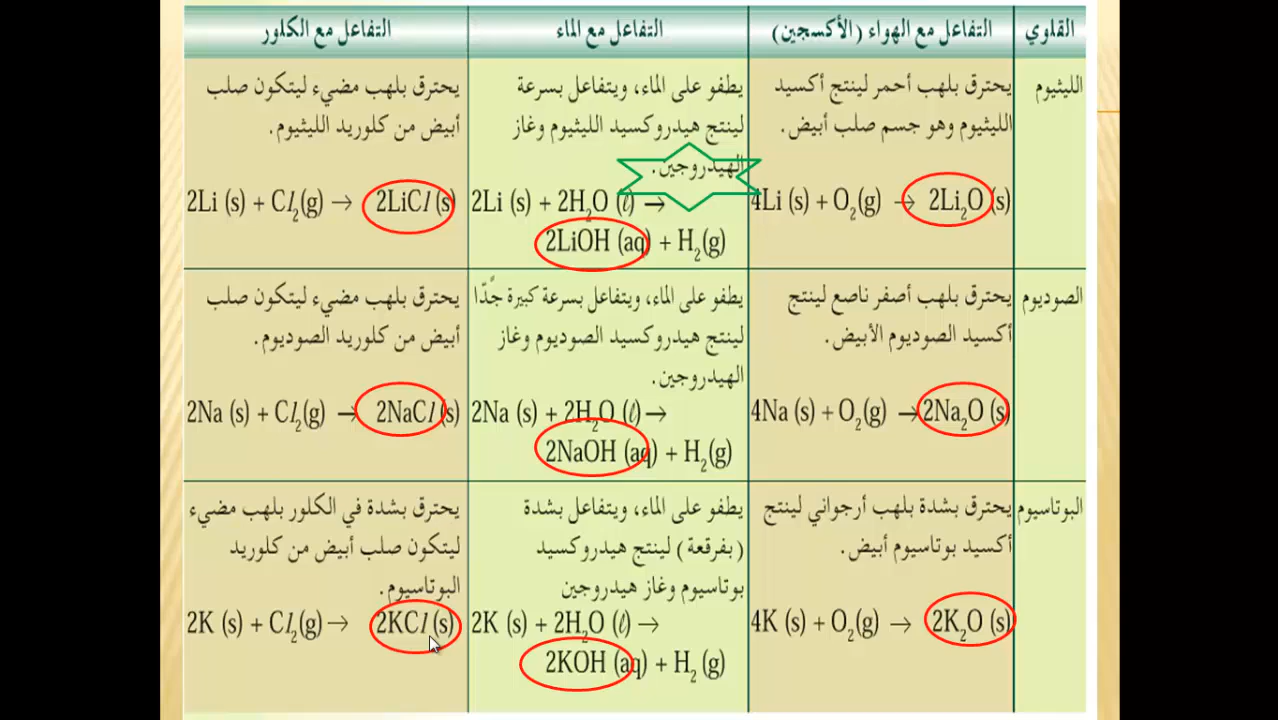 القلوي
التفاعل مع الهواء (الأكسجين)
التفاعل مع الماء
التفاعل مع الكلور
الليثيوم
يحترق بلهب أحمر لينتج أكسيد
الليثيوم وهو جسم صلب أبيض.
4Li (s) + O₂(g) → 2Li₂O (s)
يطفو على الماء، ويتفاعل بسرعة
لينتج هيدروكسيد الليثيوم وغاز
الهيدروجين.
2Li (s) + 2H₂O (l) →
2LiOH (aq) + H₂(g)
يحترق بلهب مضيء ليتكون صلب
أبيض من كلوريد الليثيوم.
2Li (s) + Cl₂(g) → 2LiCl (s)
الصوديوم
يحترق بلهب أصفر ناصع لينتج
أكسيد الصوديوم الأبيض.
4Na (s) + O₂(g) → 2Na₂O (s)
يطفو على الماء، ويتفاعل بسرعة كبيرة جدًّا
لينتج هيدروكسيد الصوديوم وغاز
الهيدروجين.
2Na (s) + 2H₂O (l) →
2NaOH (aq) + H₂(g)
يحترق بلهب مضيء ليتكون صلب
أبيض من كلوريد الصوديوم.
2Na (s) + Cl₂(g) → 2NaCl (s)
البوتاسيوم
يحترق بشدة بلهب أرجواني لينتج
أكسيد بوتاسيوم أبيض.
4K (s) + O₂(g) → 2K₂O (s)
يطفو على الماء، ويتفاعل بشدة
(بفرقعة) لينتج هيدروكسيد
بوتاسيوم وغاز هيدروجين
2K (s) + 2H₂O (l) →
2KOH (aq) + H₂ (g)
يحترق بشدة في الكلور بلهب مضيء
ليتكون صلب أبيض من كلوريد
البوتاسيوم.
2K (s) + Cl₂(g) → 2KCl (s)